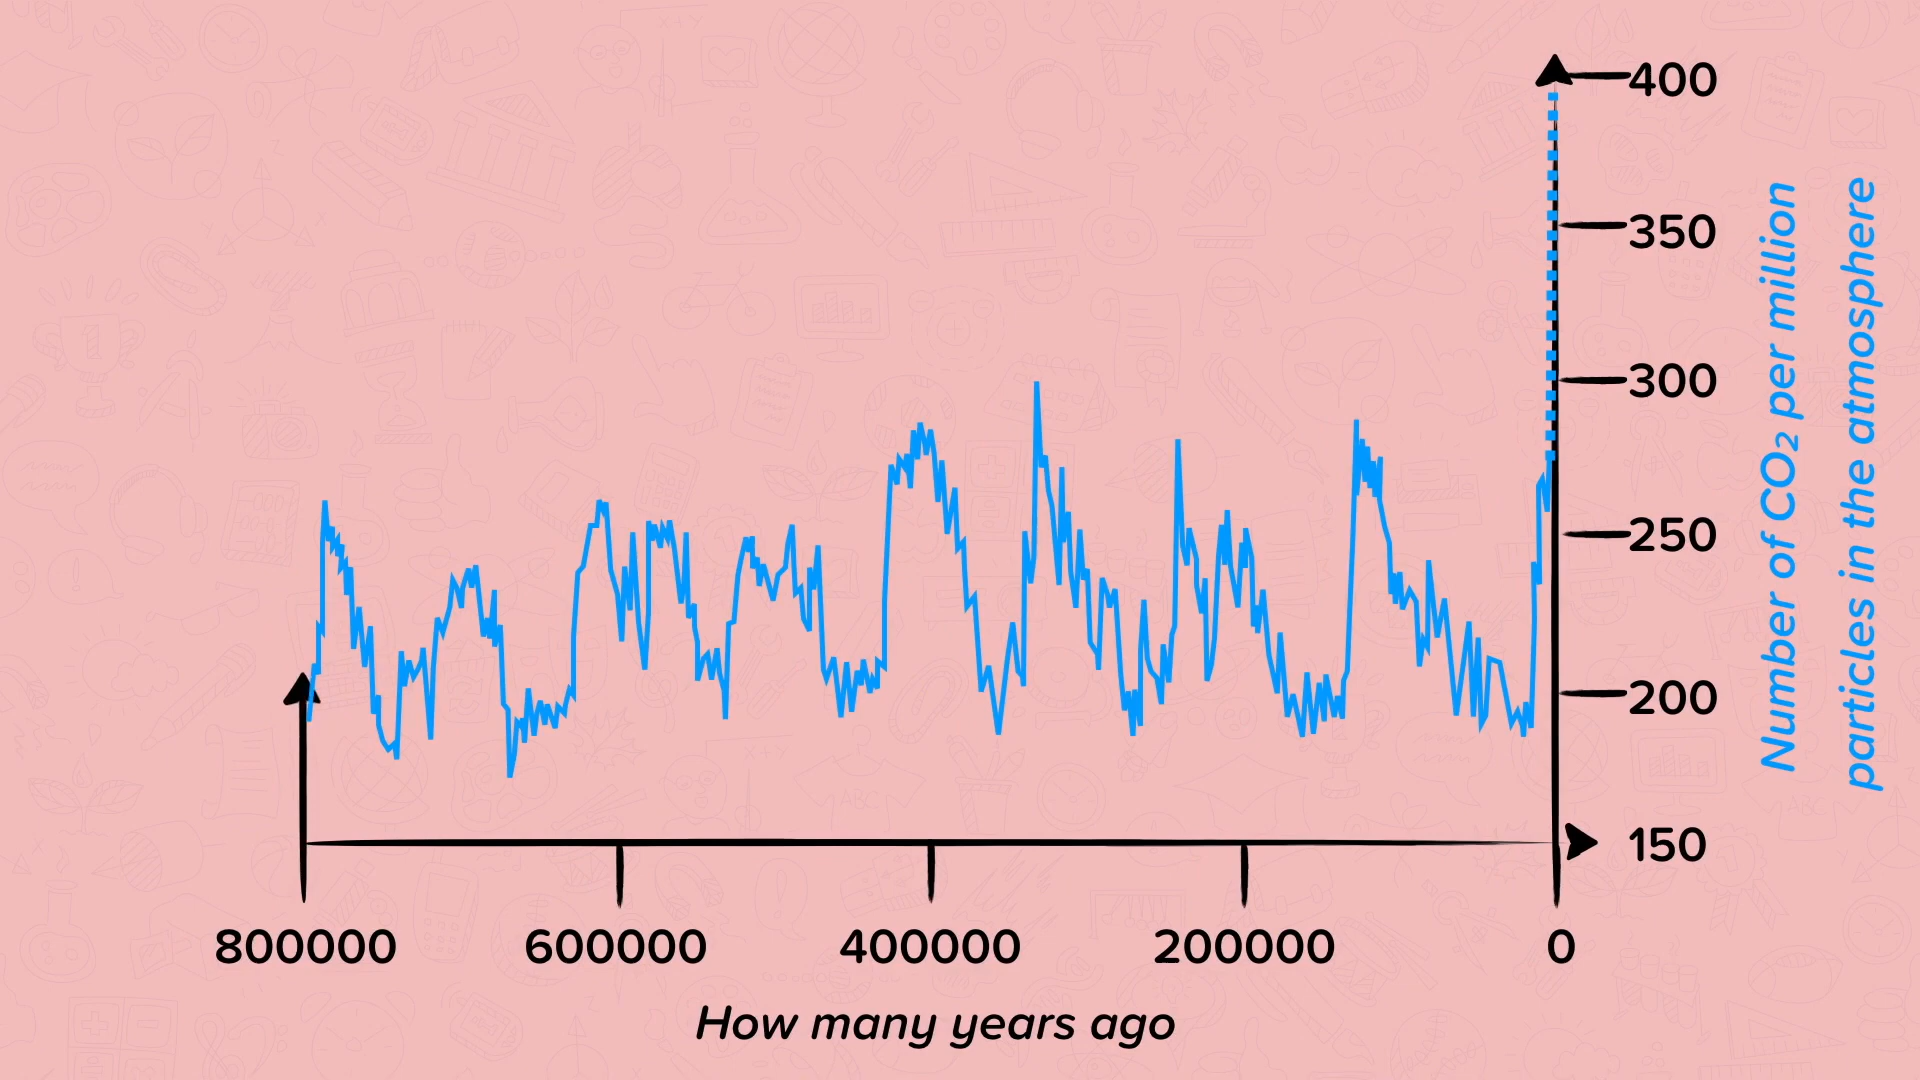 400
350
300
250
200
150
Number of CO₂ per million
particles in the atmosphere
800000 600000 400000 200000 0
How many years ago